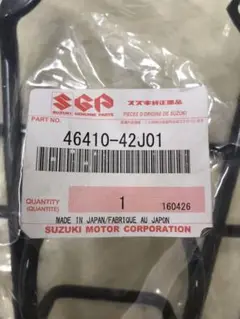 SGP
SUZUKI GENUINE PARTS
スズキ純正部品
PIECES D'ORIGINE DE SUZUKI
PART NO.
46410-42J01
QUANTITY
(QUANTITE)
1
160426
MADE IN JAPAN/FABRIQUE AU JAPON
SUZUKI MOTOR CORPORATION